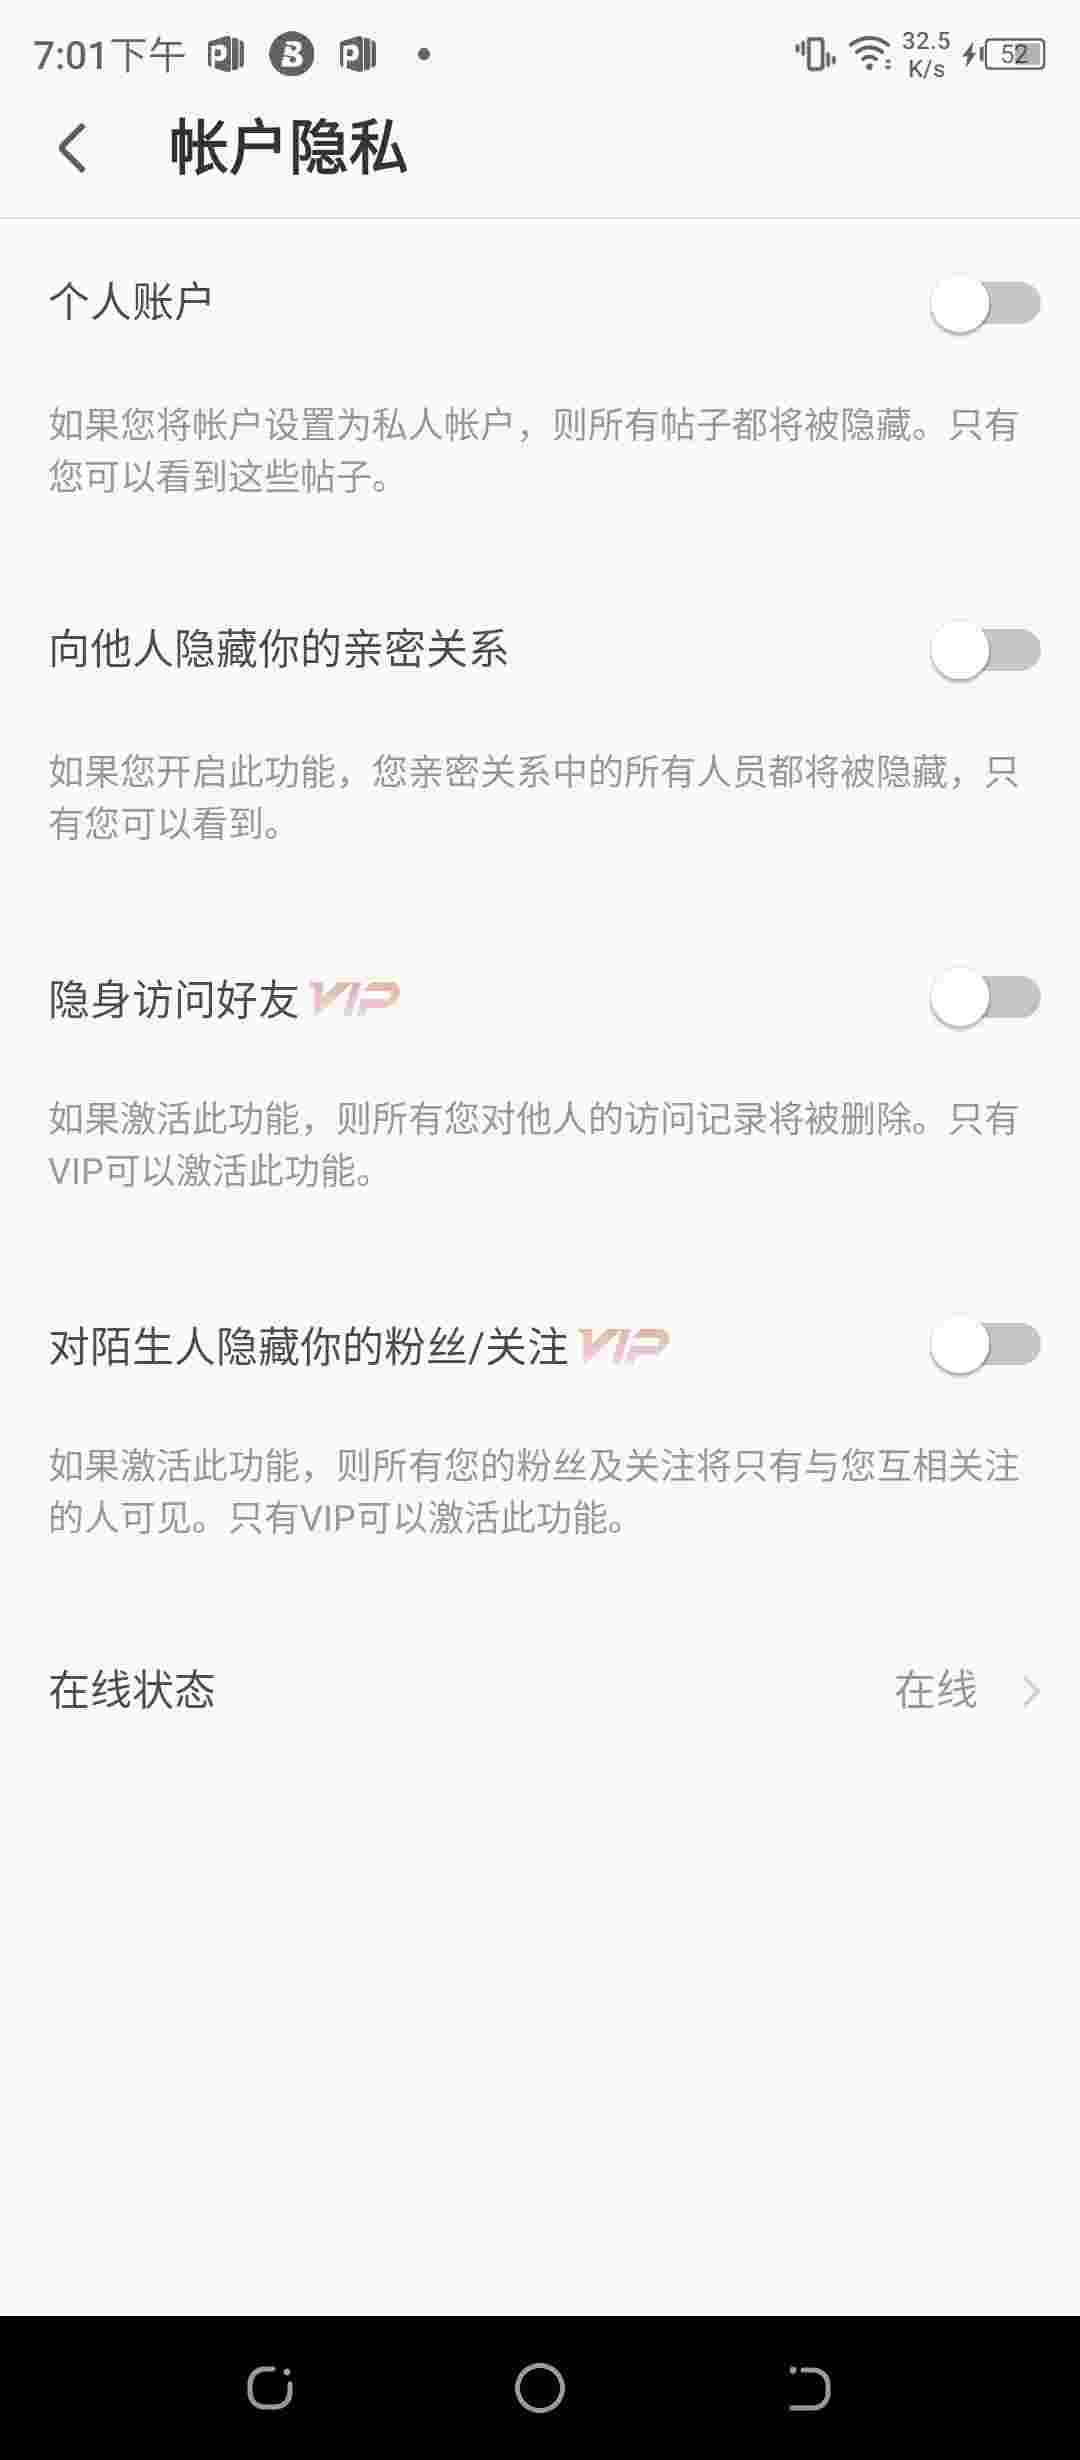 7:01下午
32.5
K/s
52
帐户隐私
个人账户
如果您将帐户设置为私人帐户，则所有帖子都将被隐藏。只有
您可以看到这些帖子。
向他人隐藏你的亲密关系
如果您开启此功能，您亲密关系中的所有人员都将被隐藏，只
有您可以看到。
隐身访问好友 VIP
如果激活此功能，则所有您对他人的访问记录将被删除。只有
VIP可以激活此功能。
对陌生人隐藏你的粉丝/关注 VIP
如果激活此功能，则所有您的粉丝及关注将只有与您互相关注
的人可见。只有VIP可以激活此功能。
在线状态 在线